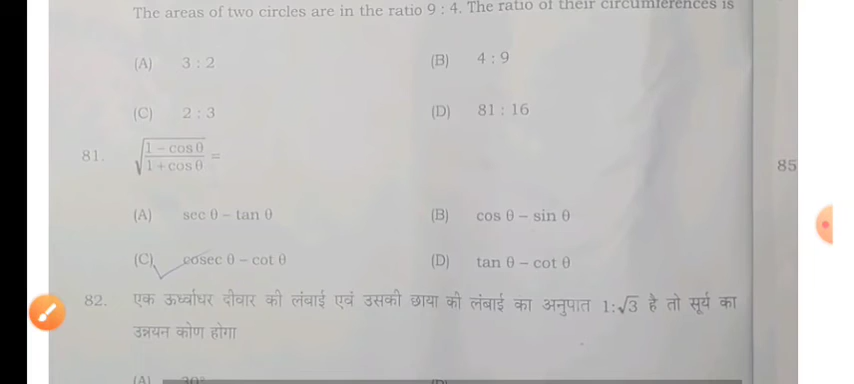 The areas of two circles are in the ratio 9 : 4. The ratio of their circumferences is
(A) 3 : 2 (B) 4 : 9
(C) 2 : 3 (D) 81 : 16
81. √((1 – cos θ)/(1 + cos θ)) =
85
(A) sec θ – tan θ (B) cos θ – sin θ
(C) cosec θ – cot θ (D) tan θ – cot θ
82. एक ऊर्ध्वाधर दीवार की लंबाई एवं उसकी छाया की लंबाई का अनुपात 1:√3 है तो सूर्य का
उन्नयन कोण होगा
(A) 30°